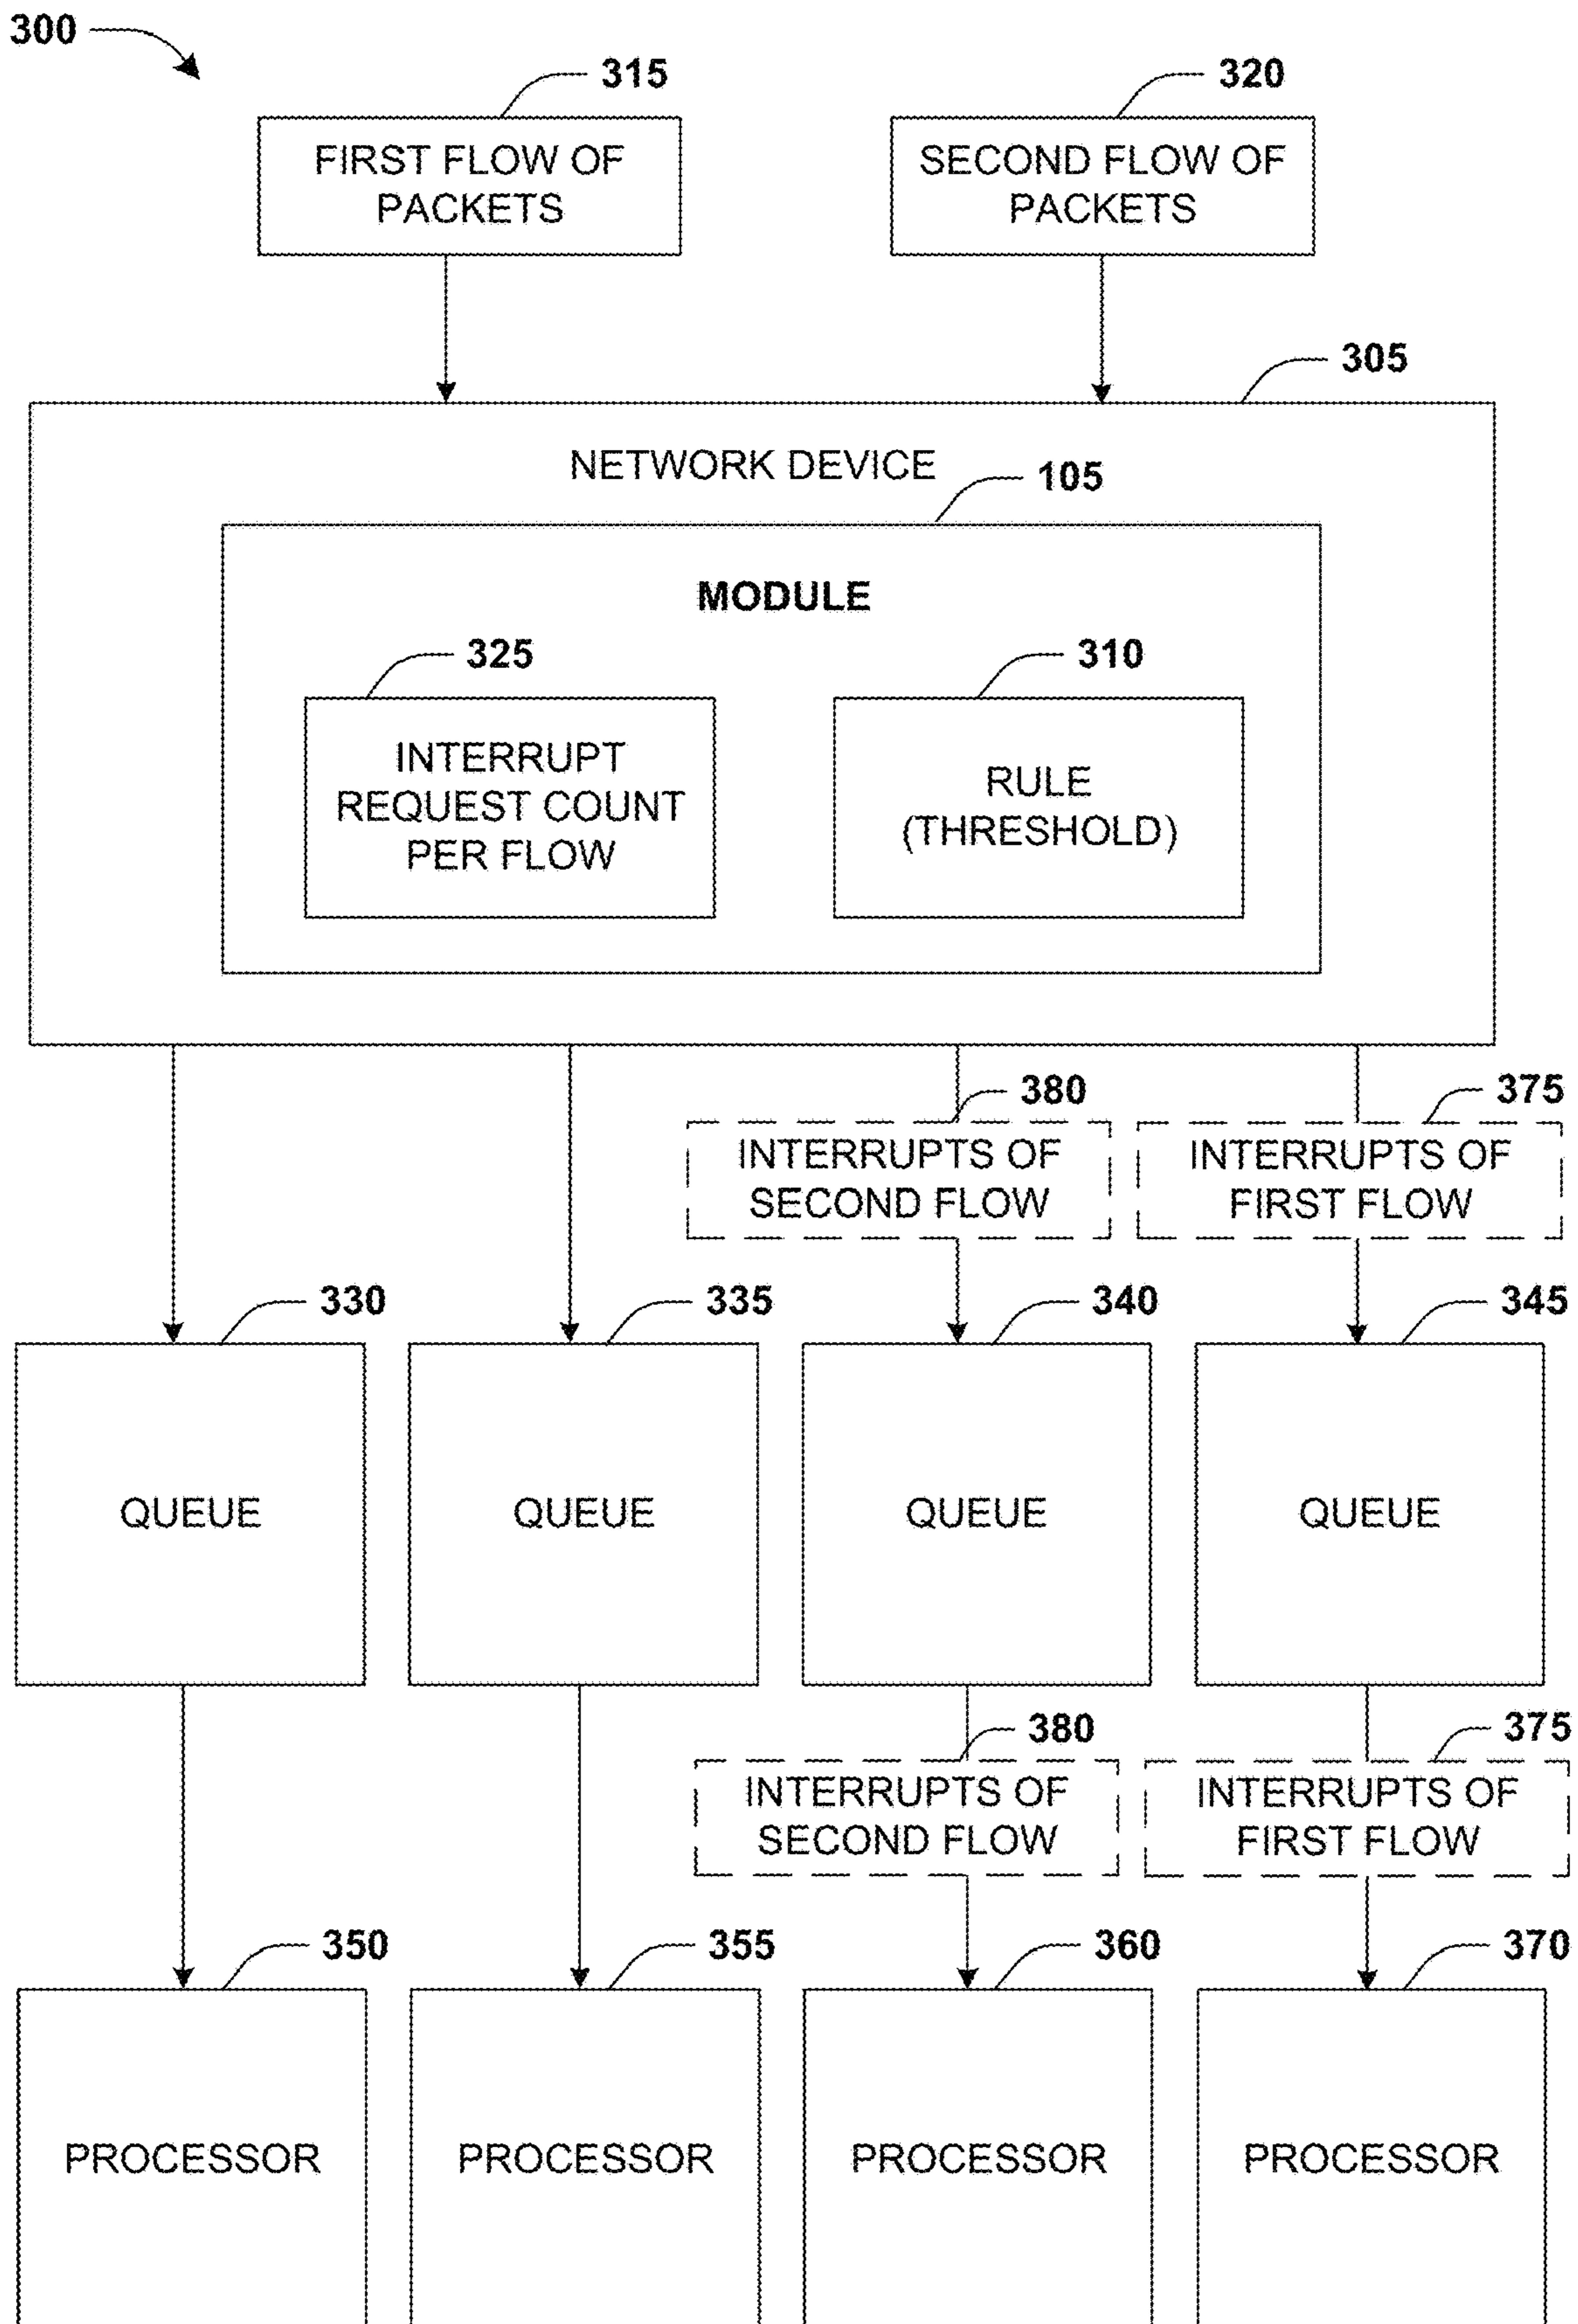 300
315
320
FIRST FLOW OF
PACKETS
SECOND FLOW OF
PACKETS
305
NETWORK DEVICE
105
MODULE
325
310
INTERRUPT
REQUEST COUNT
PER FLOW
RULE
(THRESHOLD)
380
375
INTERRUPTS OF
SECOND FLOW
INTERRUPTS OF
FIRST FLOW
330
335
340
345
QUEUE
QUEUE
QUEUE
QUEUE
380
375
INTERRUPTS OF
SECOND FLOW
INTERRUPTS OF
FIRST FLOW
350
355
360
370
PROCESSOR
PROCESSOR
PROCESSOR
PROCESSOR